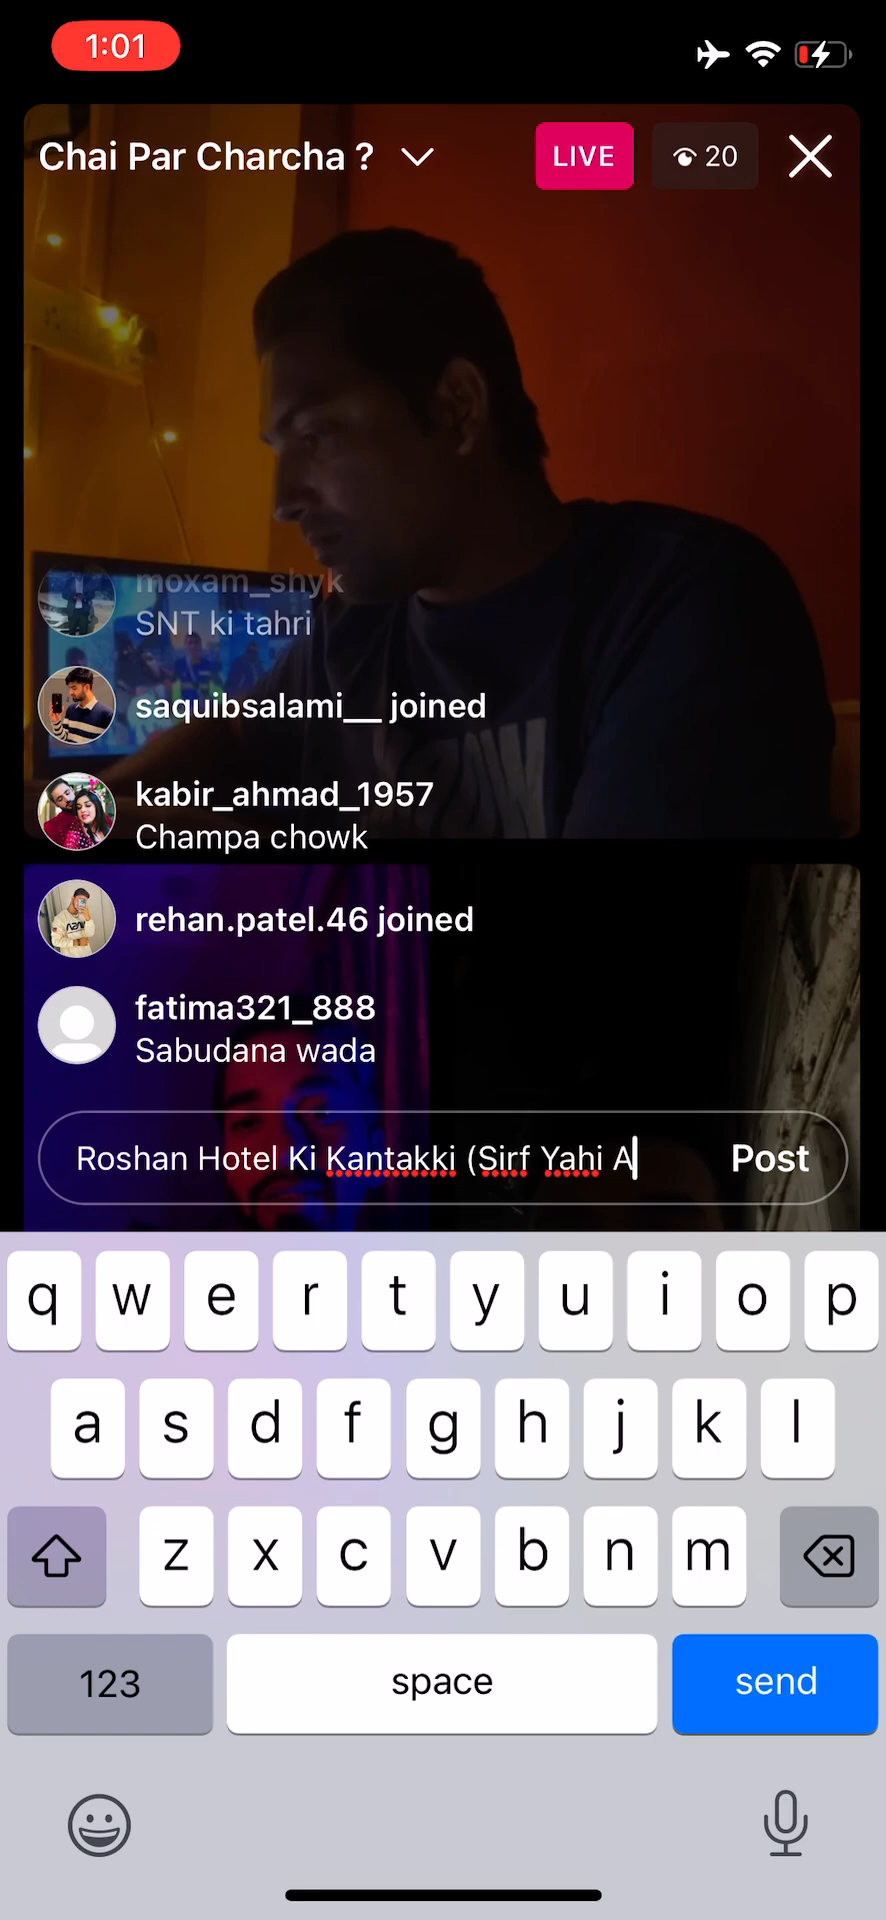 1:01
Chai Par Charcha ?
LIVE
20
moxam_shyk
SNT ki tahri
saquibsalami__ joined
kabir_ahmad_1957
Champa chowk
rehan.patel.46 joined
fatima321_888
Sabudana wada
Roshan Hotel Ki Kantakki (Sirf Yahi A
Post
q w e r t y u i o p
a s d f g h j k l
z x c v b n m
123 space send